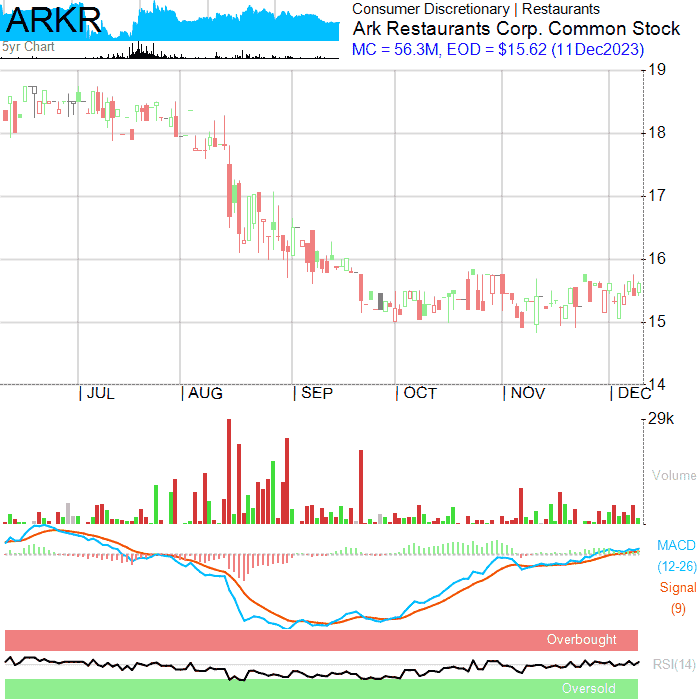 ARKR
5yr Chart
Consumer Discretionary | Restaurants
Ark Restaurants Corp. Common Stock
MC = 56.3M, EOD = $15.62 (11Dec2023)
19
18
17
16
15
14
JUL AUG SEP OCT NOV DEC
29k
Volume
MACD
(12-26)
Signal
(9)
Overbought
RSI(14)
Oversold